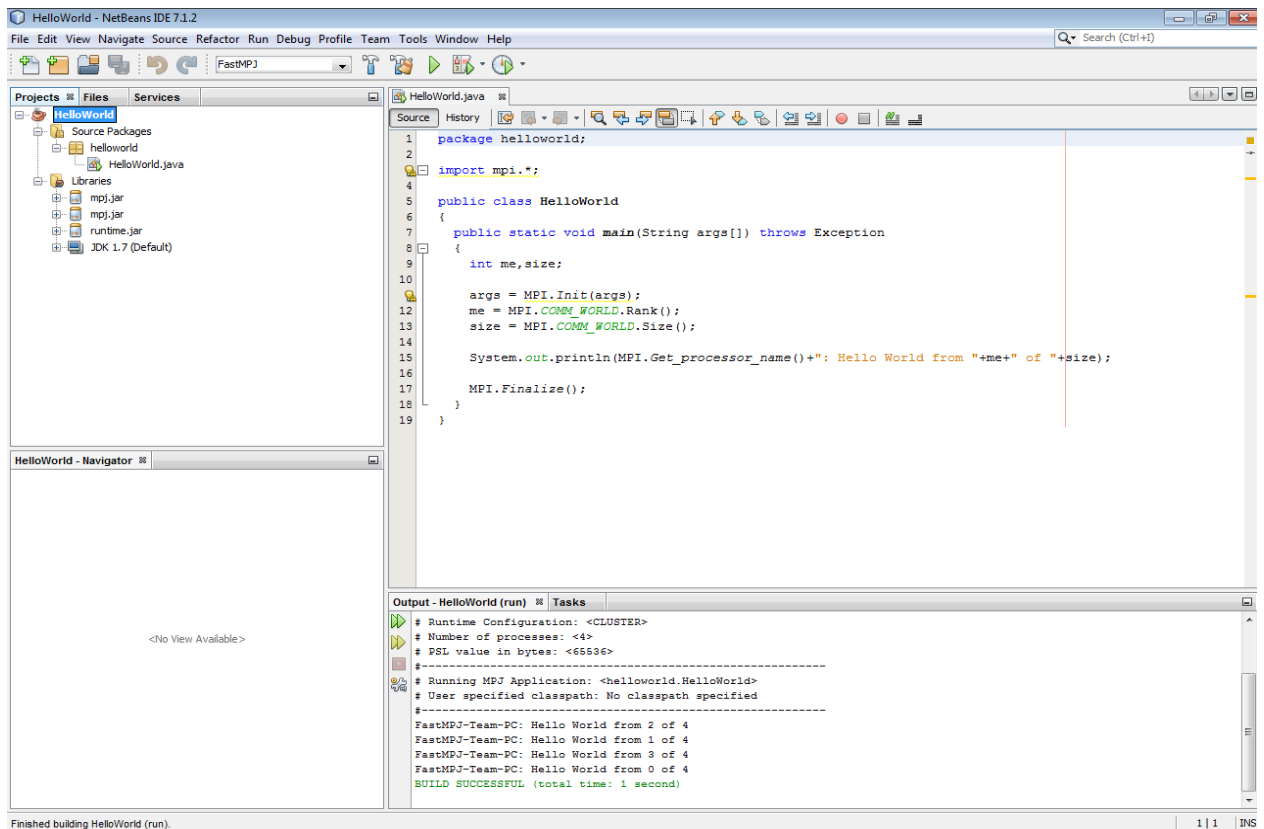 HelloWorld - NetBeans IDE 7.1.2
File Edit View Navigate Source Refactor Run Debug Profile Team Tools Window Help
Search (Ctrl+I)
FastMPJ
Projects Files Services
HelloWorld
Source Packages
helloworld
HelloWorld.java
Libraries
mpj.jar
mpj.jar
runtime.jar
JDK 1.7 (Default)
HelloWorld - Navigator
<No View Available>
HelloWorld.java
Source History
1 package helloworld;
2
import mpi.*;
4
5 public class HelloWorld
6 {
7 public static void main(String args[]) throws Exception
8 {
9 int me,size;
10
args = MPI.Init(args);
12 me = MPI.COMM_WORLD.Rank();
13 size = MPI.COMM_WORLD.Size();
14
15 System.out.println(MPI.Get_processor_name()+": Hello World from "+me+" of "+size);
16
17 MPI.Finalize();
18 }
19 }
Output - HelloWorld (run) Tasks
# Runtime Configuration: <CLUSTER>
# Number of processes: <4>
# PSL value in bytes: <65536>
#-----------------------------------------------------------
# Running MPJ Application: <helloworld.HelloWorld>
# User specified classpath: No classpath specified
#-----------------------------------------------------------
FastMPJ-Team-PC: Hello World from 2 of 4
FastMPJ-Team-PC: Hello World from 1 of 4
FastMPJ-Team-PC: Hello World from 3 of 4
FastMPJ-Team-PC: Hello World from 0 of 4
BUILD SUCCESSFUL (total time: 1 second)
Finished building HelloWorld (run).
1 | 1 INS